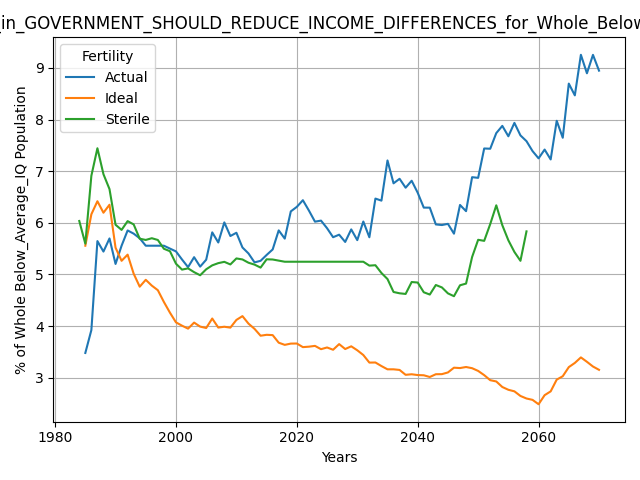 _in_GOVERNMENT_SHOULD_REDUCE_INCOME_DIFFERENCES_for_Whole_Below
Fertility
Actual
Ideal
Sterile
% of Whole Below_Average_IQ Population
9
8
7
6
5
4
3
1980
2000
2020
2040
2060
Years